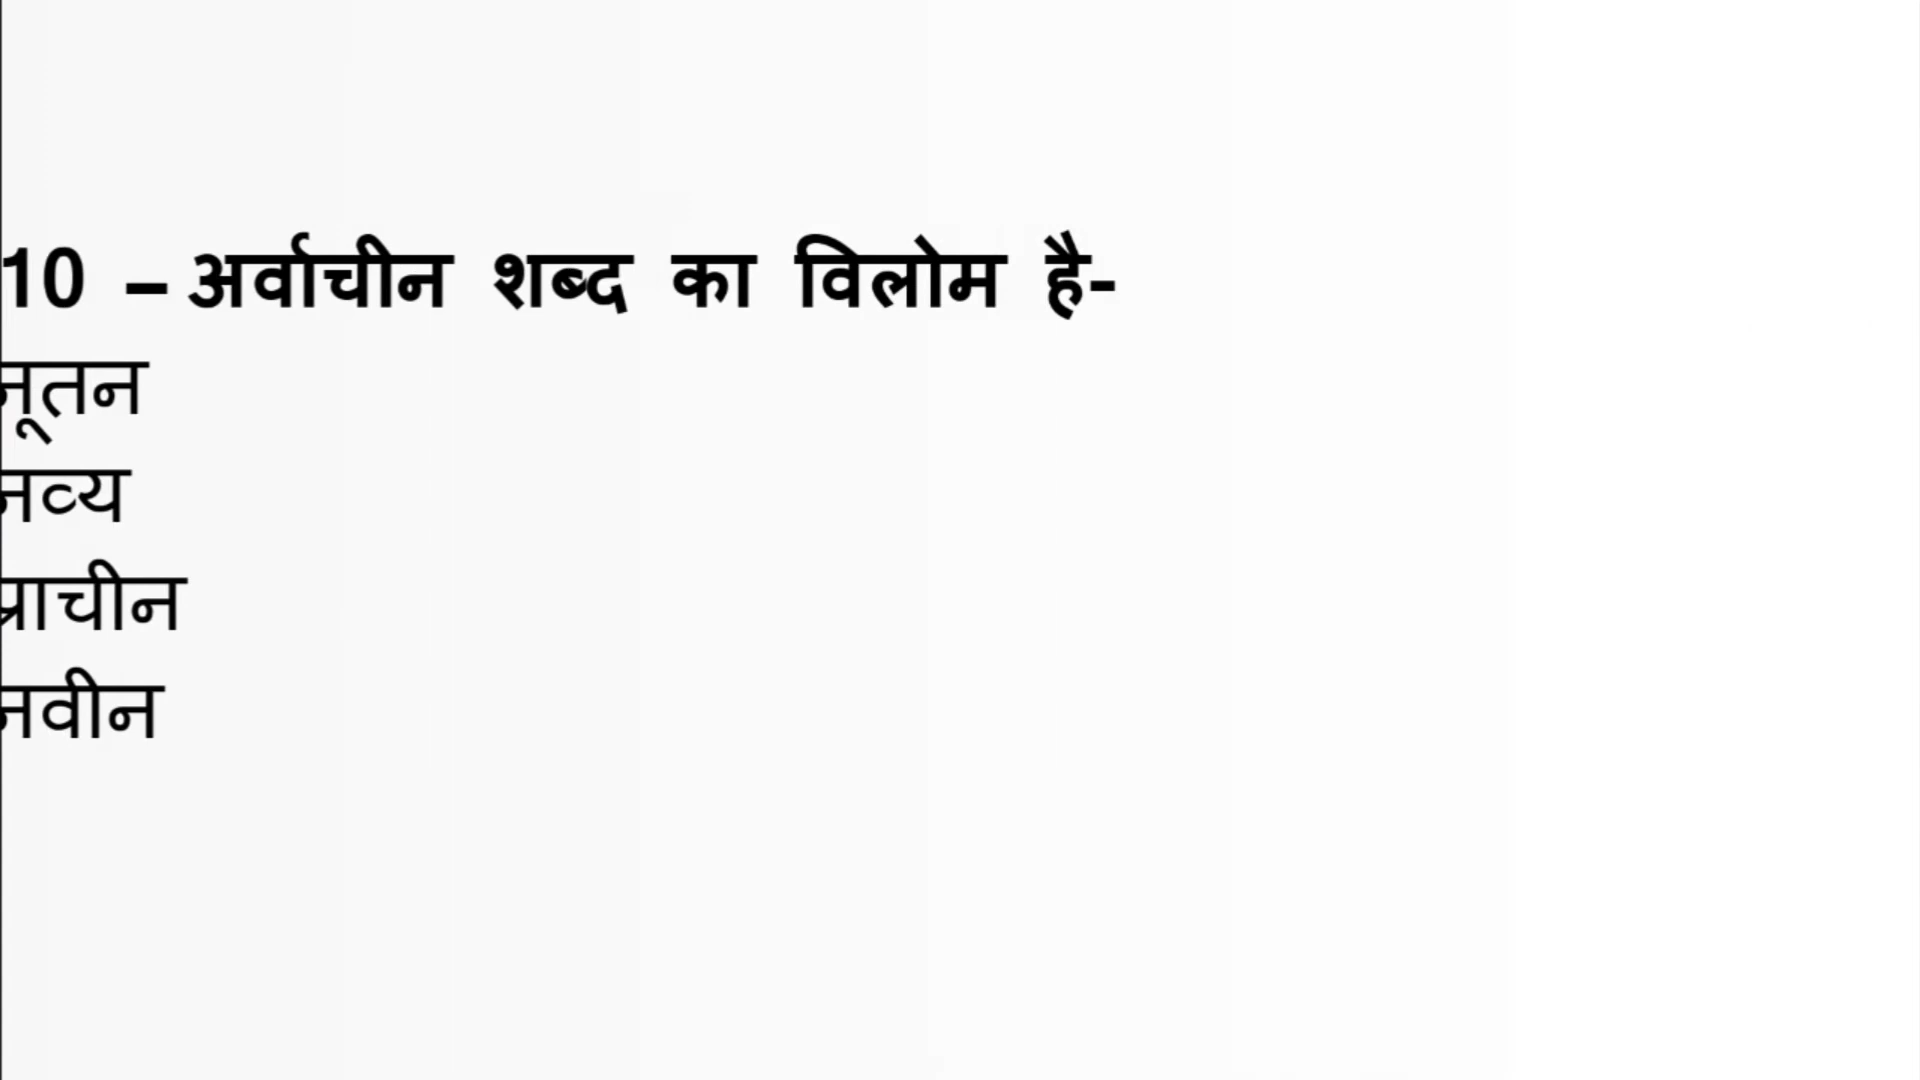 10 – अर्वाचीन शब्द का विलोम है-
नूतन
नव्य
प्राचीन
नवीन